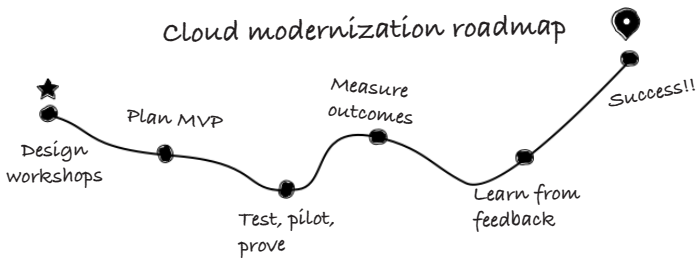 Cloud modernization roadmap
Design
workshops
Plan MVP
Test, pilot,
prove
Measure
outcomes
Learn from
feedback
Success!!